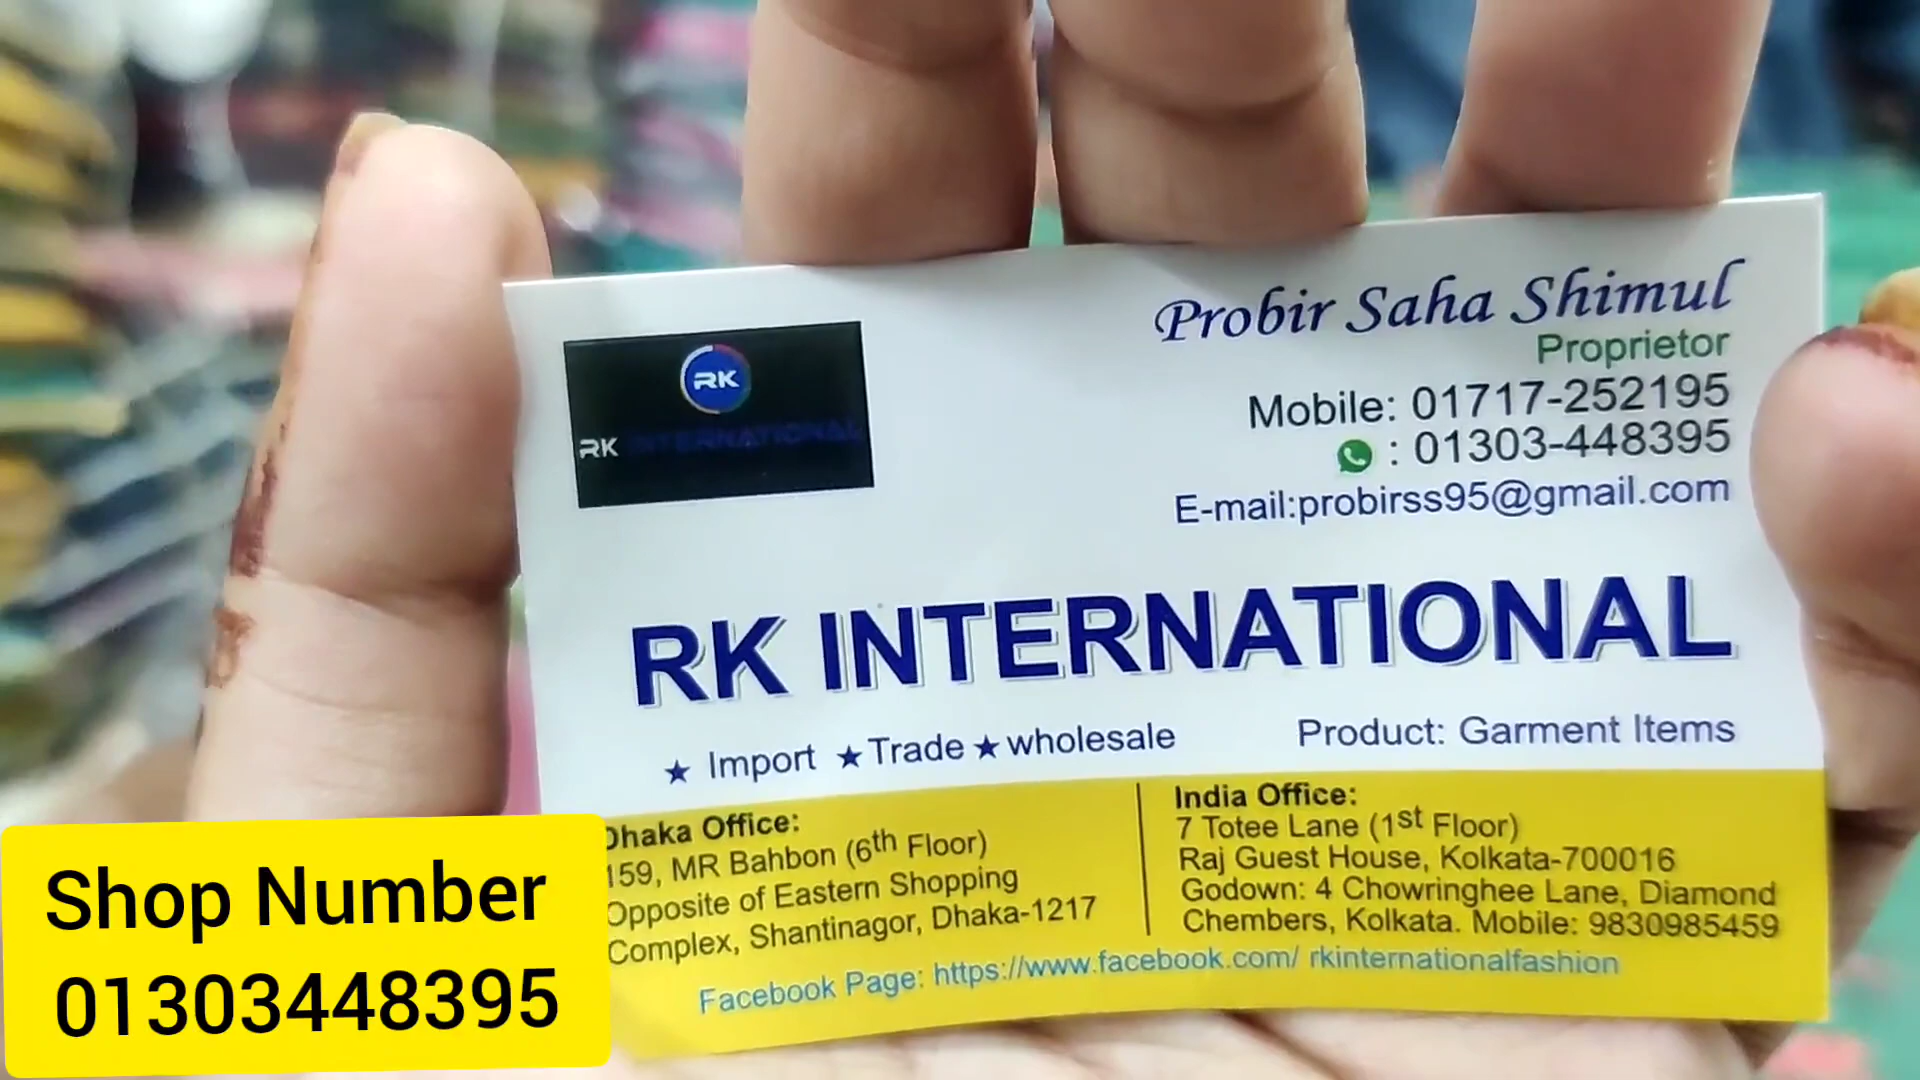 RK
RK INTERNATIONAL
Probir Saha Shimul
Proprietor
Mobile: 01717-252195
: 01303-448395
E-mail:probirss95@gmail.com
RK INTERNATIONAL
★ Import ★ Trade ★ wholesale
Product: Garment Items
Dhaka Office:
159, MR Bahbon (6th Floor)
Opposite of Eastern Shopping
Complex, Shantinagor, Dhaka-1217
India Office:
7 Totee Lane (1st Floor)
Raj Guest House, Kolkata-700016
Godown: 4 Chowringhee Lane, Diamond
Chembers, Kolkata. Mobile: 9830985459
Facebook Page: https://www.facebook.com/ rkinternationalfashion
Shop Number
01303448395